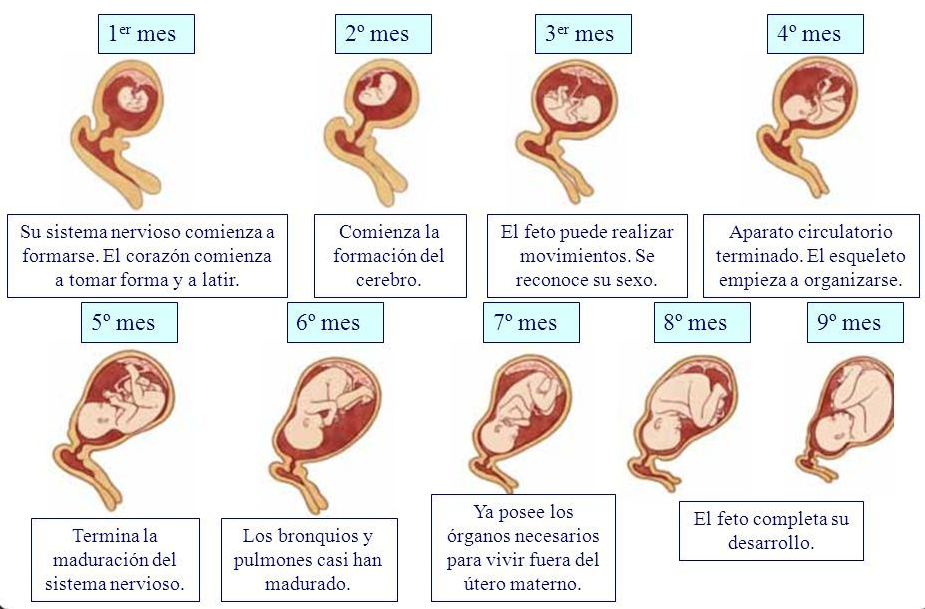 1er mes
2º mes
3er mes
4º mes
Su sistema nervioso comienza a
formarse. El corazón comienza
a tomar forma y a latir.
Comienza la
formación del
cerebro.
El feto puede realizar
movimientos. Se
reconoce su sexo.
Aparato circulatorio
terminado. El esqueleto
empieza a organizarse.
5º mes
6º mes
7º mes
8º mes
9º mes
Termina la
maduración del
sistema nervioso.
Los bronquios y
pulmones casi han
madurado.
Ya posee los
órganos necesarios
para vivir fuera del
útero materno.
El feto completa su
desarrollo.